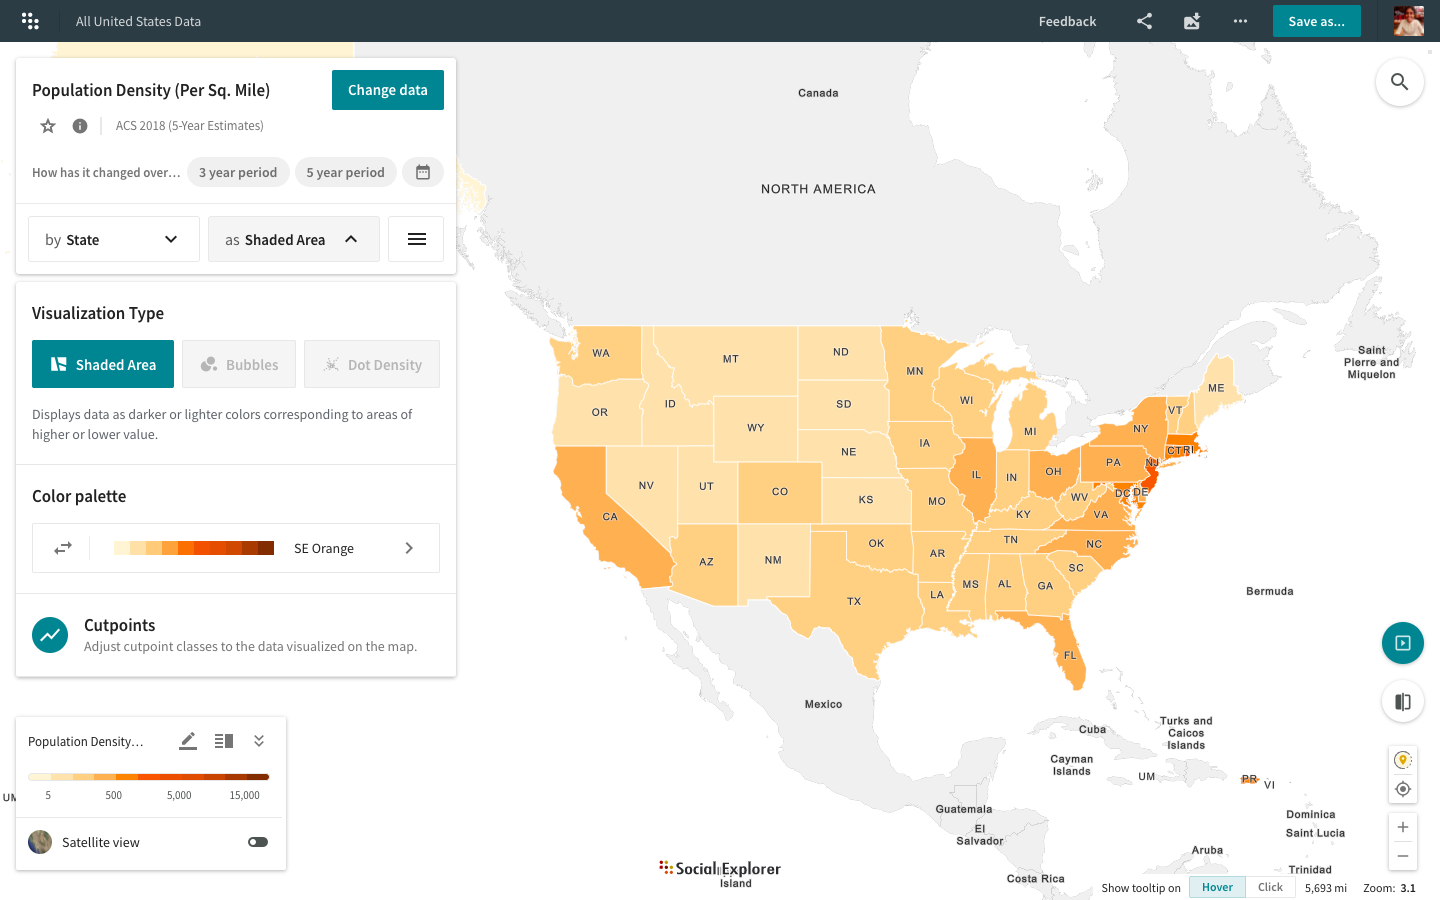 All United States Data
Feedback
Save as...
Population Density (Per Sq. Mile)
Change data
ACS 2018 (5-Year Estimates)
How has it changed over...
3 year period
5 year period
by State
as Shaded Area
Visualization Type
Shaded Area
Bubbles
Dot Density
Displays data as darker or lighter colors corresponding to areas of
higher or lower value.
Color palette
SE Orange
Cutpoints
Adjust cutpoint classes to the data visualized on the map.
Population Density...
5
500
5,000
15,000
Satellite view
UM
Canada
NORTH AMERICA
Saint
Pierre and
Miquelon
WA
MT
ND
MN
ME
OR
ID
SD
WI
VT
WY
MI
NY
IA
NE
CT
RI
PA
NJ
OH
IL
IN
NV
UT
CO
KS
MO
WV
DC
DE
CA
KY
VA
AZ
NM
OK
AR
TN
NC
SC
TX
LA
MS
AL
GA
FL
Bermuda
Mexico
Cuba
Turks and
Caicos
Islands
Cayman
Islands
UM
PR
VI
Guatemala
El
Salvador
Dominica
Saint Lucia
Aruba
Costa Rica
Trinidad
Social Explorer
Island
Show tooltip on
Hover
Click
5,693 mi
Zoom: 3.1